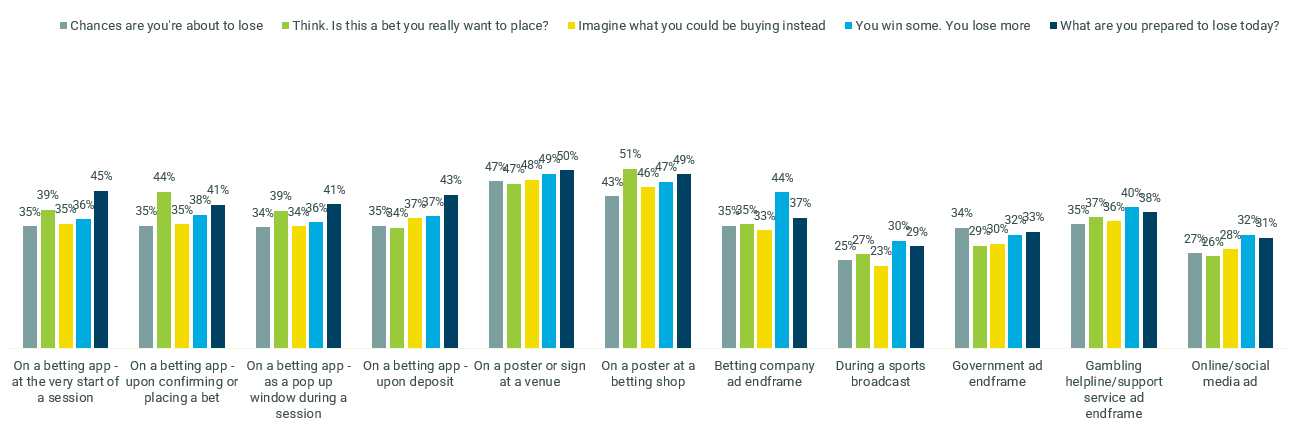 Chances are you're about to lose
Think. Is this a bet you really want to place?
Imagine what you could be buying instead
You win some. You lose more
What are you prepared to lose today?
35% 39% 35% 36% 45%
35% 44% 35% 38% 41%
34% 39% 34% 36% 41%
35% 34% 37% 37% 43%
47% 47% 48% 49% 50%
43% 51% 46% 47% 49%
35% 35% 33% 44% 37%
25% 27% 23% 30% 29%
34% 29% 30% 32% 33%
35% 37% 36% 40% 38%
27% 26% 28% 32% 31%
On a betting app -
at the very start of
a session
On a betting app -
upon confirming or
placing a bet
On a betting app -
as a pop up
window during a
session
On a betting app -
upon deposit
On a poster or sign
at a venue
On a poster at a
betting shop
Betting company
ad endframe
During a sports
broadcast
Government ad
endframe
Gambling
helpline/support
service ad
endframe
Online/social
media ad